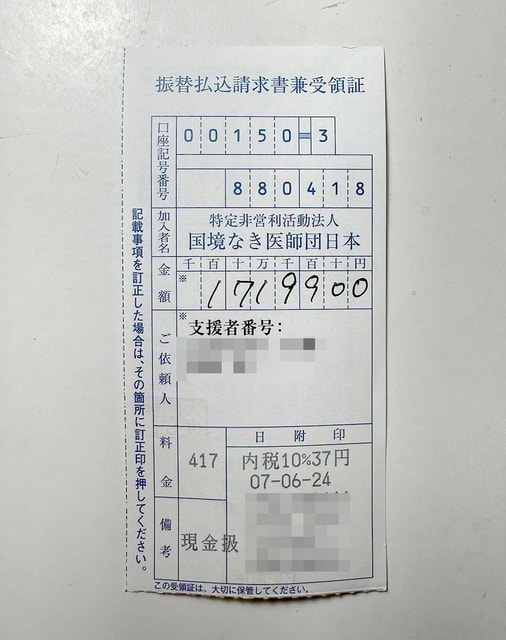 振替払込請求書兼受領証
口座記号番号
00150=3
880418
加入者名
特定非営利活動法人
国境なき医師団日本
金額
千百十万千百十円
※
1719900
ご依頼人
※
支援者番号:
料金
417
日附印
内税10%37円
07-06-24
備考
現金扱
記載事項を訂正した場合は、その箇所に訂正印を押してください。
この受領証は、大切に保管してください。